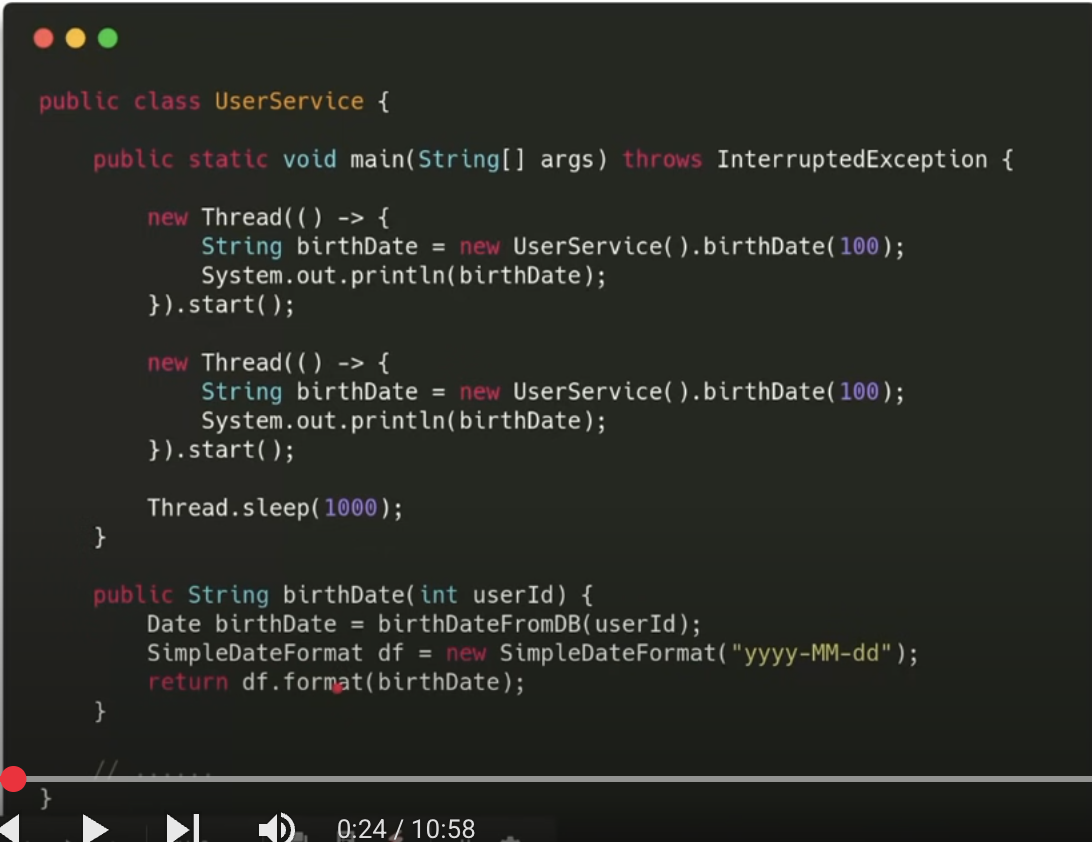 public class UserService {
public static void main(String[] args) throws InterruptedException {
new Thread(() -> {
String birthDate = new UserService().birthDate(100);
System.out.println(birthDate);
}).start();
new Thread(() -> {
String birthDate = new UserService().birthDate(100);
System.out.println(birthDate);
}).start();
Thread.sleep(1000);
}
public String birthDate(int userId) {
Date birthDate = birthDateFromDB(userId);
SimpleDateFormat df = new SimpleDateFormat("yyyy-MM-dd");
return df.format(birthDate);
}
// ......
}
0:24 / 10:58